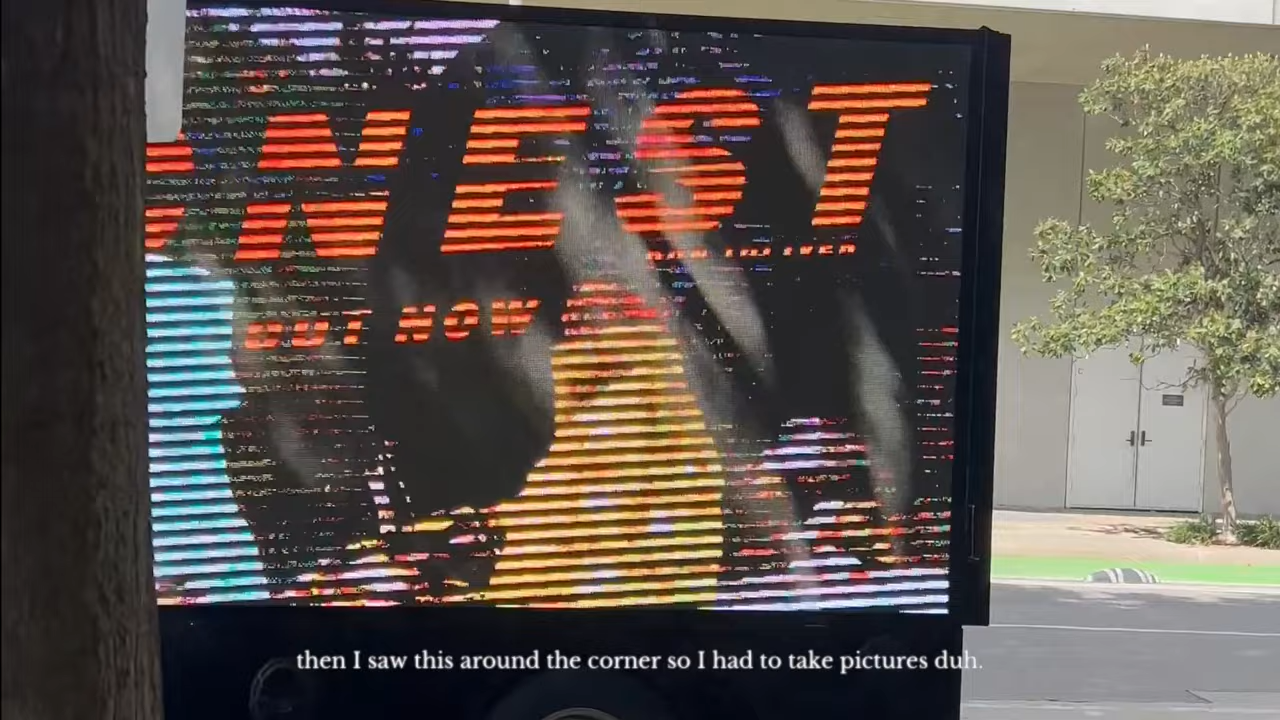 NEST
OUT NOW
then I saw this around the corner so I had to take pictures duh.